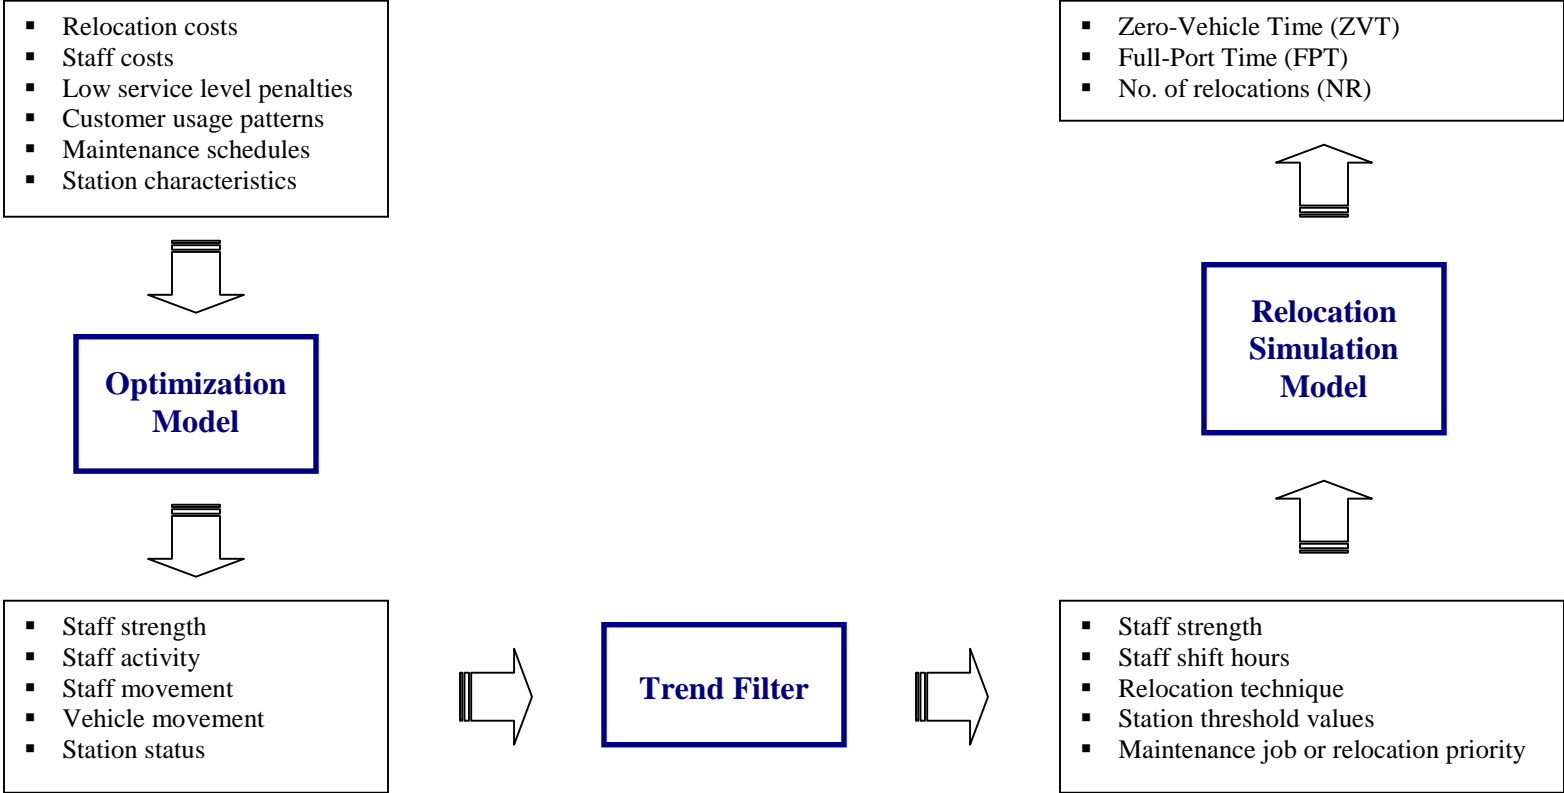 ▪ Relocation costs
▪ Staff costs
▪ Low service level penalties
▪ Customer usage patterns
▪ Maintenance schedules
▪ Station characteristics
Optimization
Model
▪ Staff strength
▪ Staff activity
▪ Staff movement
▪ Vehicle movement
▪ Station status
Trend Filter
▪ Staff strength
▪ Staff shift hours
▪ Relocation technique
▪ Station threshold values
▪ Maintenance job or relocation priority
Relocation
Simulation
Model
▪ Zero-Vehicle Time (ZVT)
▪ Full-Port Time (FPT)
▪ No. of relocations (NR)